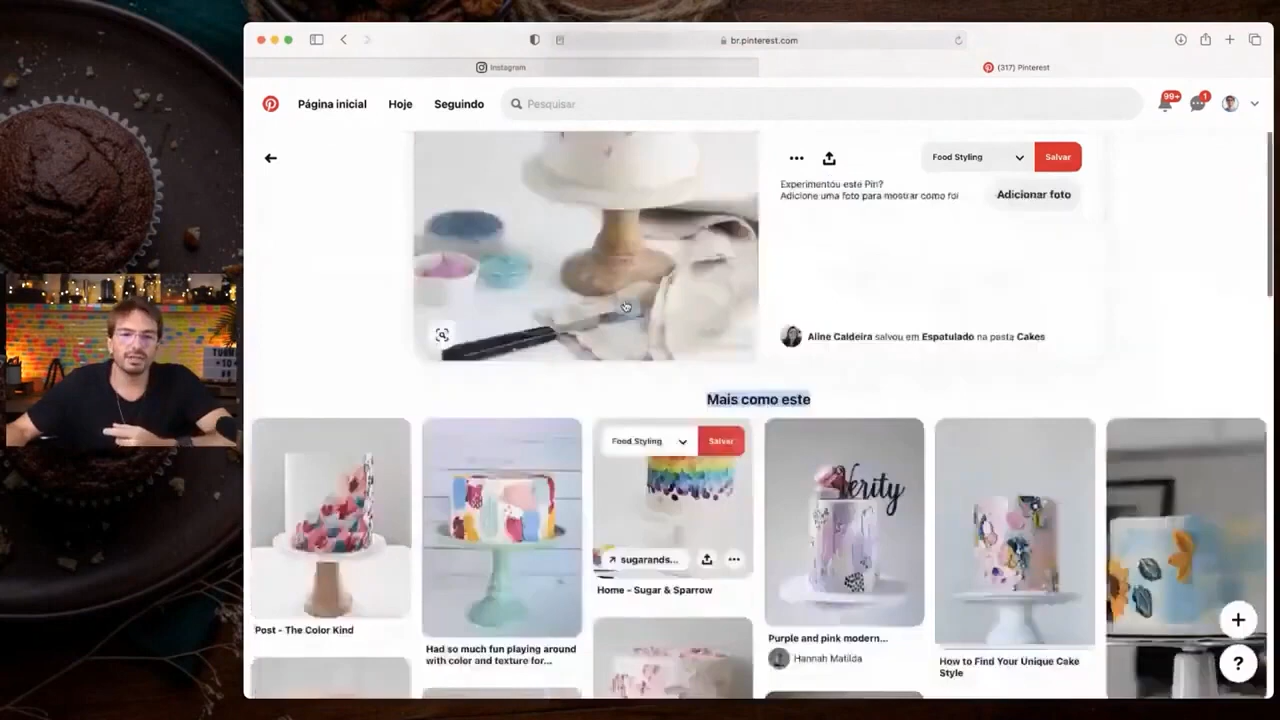 br.pinterest.com
Instagram
(317) Pinterest
Página inicial
Hoje
Seguindo
Pesquisar
99+
1
Food Styling
Salvar
Experimentou este Pin?
Adicione uma foto para mostrar como foi
Adicionar foto
Aline Caldeira salvou em Espatulado na pasta Cakes
Mais como este
Food Styling
Salvar
Verity
sugarands...
Home - Sugar & Sparrow
Post - The Color Kind
Had so much fun playing around
with color and texture for...
Purple and pink modern...
Hannah Matilda
How to Find Your Unique Cake
Style
+
?